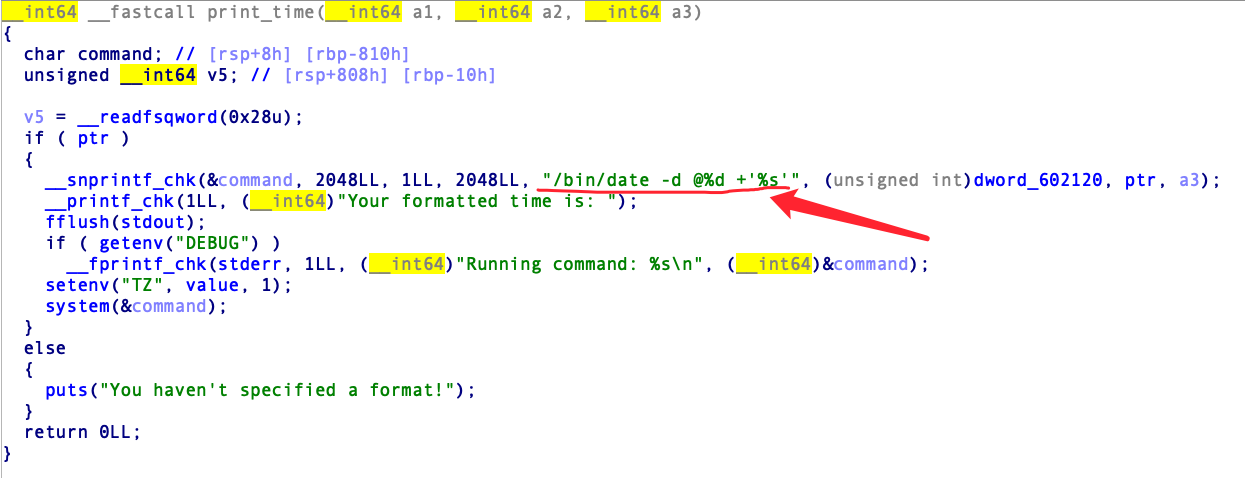 __int64 __fastcall print_time(__int64 a1, __int64 a2, __int64 a3)
{
  char command; // [rsp+8h] [rbp-810h]
  unsigned __int64 v5; // [rsp+808h] [rbp-10h]

  v5 = __readfsqword(0x28u);
  if ( ptr )
  {
    __snprintf_chk(&command, 2048LL, 1LL, 2048LL, "/bin/date -d @%d +'%s'", (unsigned int)dword_602120, ptr, a3);
    __printf_chk(1LL, (__int64)"Your formatted time is: ");
    fflush(stdout);
    if ( getenv("DEBUG") )
      __fprintf_chk(stderr, 1LL, (__int64)"Running command: %s\n", (__int64)&command);
    setenv("TZ", value, 1);
    system(&command);
  }
  else
  {
    puts("You haven't specified a format!");
  }
  return 0LL;
}